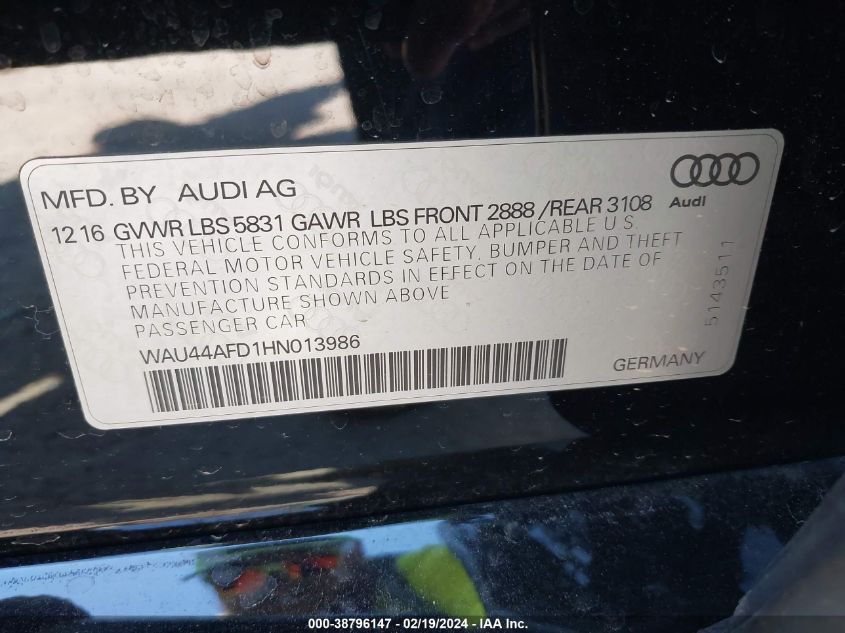 MFD. BY AUDI AG
Audi
12 16 GVWR LBS 5831 GAWR LBS FRONT 2888 /REAR 3108
THIS VEHICLE CONFORMS TO ALL APPLICABLE U.S.
FEDERAL MOTOR VEHICLE SAFETY, BUMPER AND THEFT
PREVENTION STANDARDS IN EFFECT ON THE DATE OF
MANUFACTURE SHOWN ABOVE
PASSENGER CAR
WAU44AFD1HN013986
GERMANY
5143511
000-38796147 - 02/19/2024 - IAA Inc.